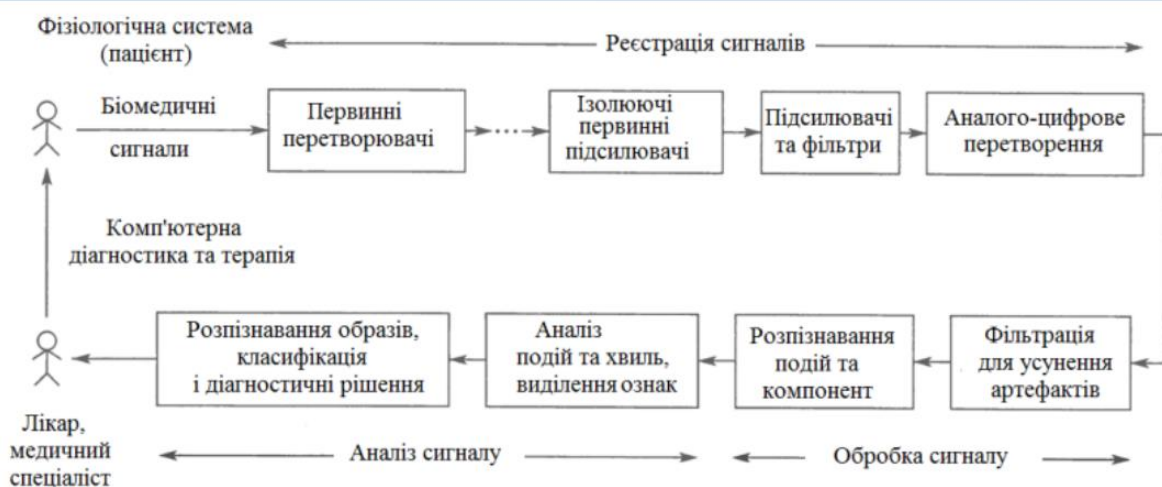 Фізіологічна система
(пацієнт)
Реєстрація сигналів
Біомедичні
сигнали
Первинні
перетворювачі
Ізолюючі
первинні
підсилювачі
Підсилювачі
та фільтри
Аналого-цифрове
перетворення
Комп'ютерна
діагностика та терапія
Розпізнавання образів,
класифікація
і діагностичні рішення
Аналіз
подій та хвиль,
виділення ознак
Розпізнавання
подій та
компонент
Фільтрація
для усунення
артефактів
Лікар,
медичний
спеціаліст
Аналіз сигналу
Обробка сигналу